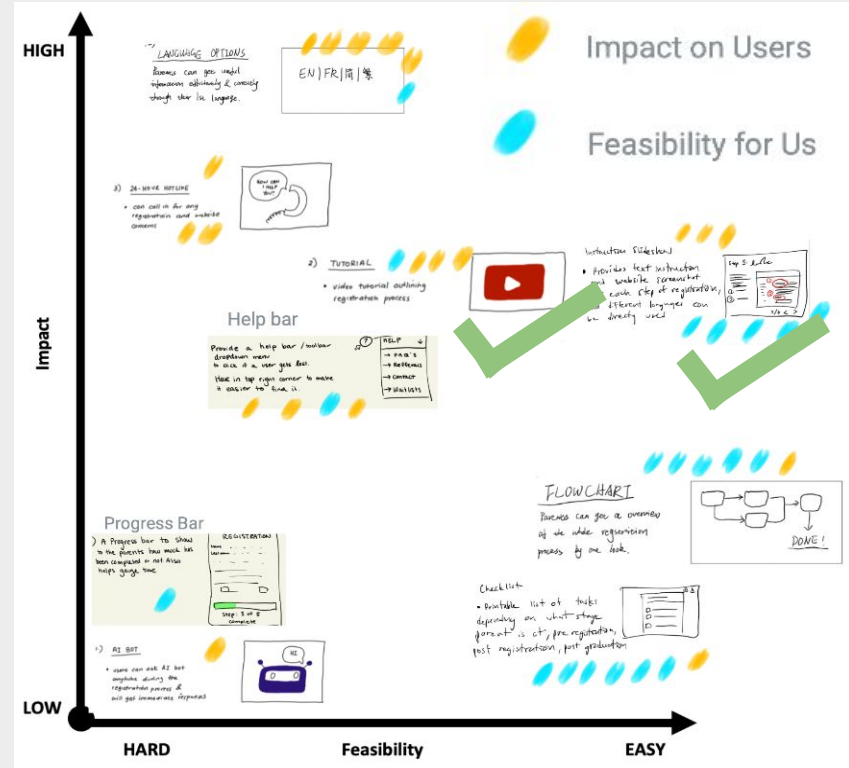 HIGH
LANGUAGE OPTIONS
Parents can get useful
information effectively & concisely
through their 1st language.
EN|FR|简|繁
Impact on Users
Feasibility for Us
3) 24-HOUR HOTLINE
• can call in for any
registration and website
concerns
HOW CAN
I HELP
YOU?
2) TUTORIAL
• video tutorial outlining
registration process
Instruction Slideshow
• Provides text instruction
and website screenshot
each step of registration,
different languages can
be directly used
Step 5:
Impact
Help bar
Provide a help bar/toolbar
dropdown menu
to click if a user gets lost.
Have in top right corner to make
it easier to find it.
?
HELP ↓
→ FAQ's
→ Contact
→ Waitlists
FLOWCHART
Parents can get a overview
of the whole registration
process by one look.
DONE!
Progress Bar
) A Progress bar to show
to the parents how much has
been completed or not Also
helps gauge time
REGISTRATION
Step: 3 of 8
complete
Checklist
• Printable list of tasks
depending on what stage
parent is at, pre registration,
post registration, post graduation
1) AI BOT
• users can ask AI bot
anytime during the
registration process &
will get immediate responses
HI
LOW
HARD
Feasibility
EASY